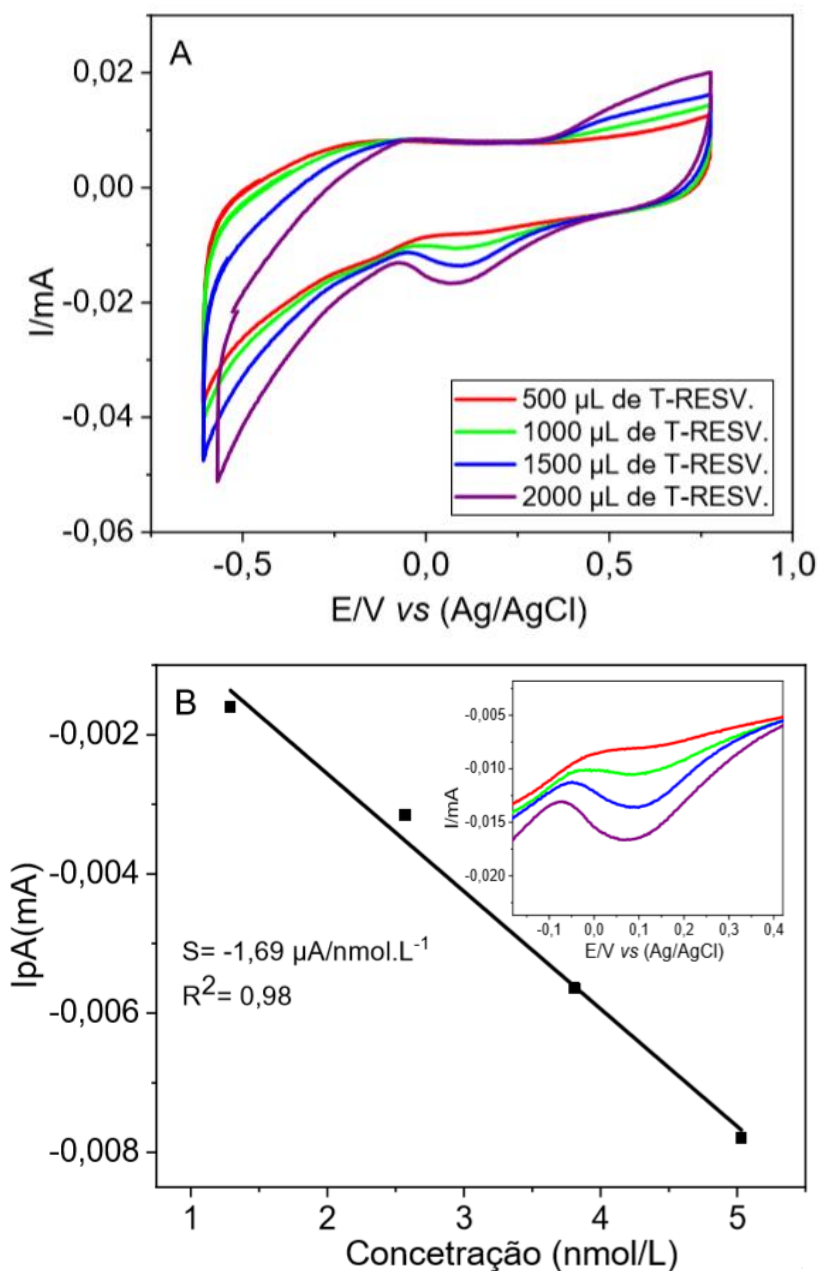 A
0,02
0,00
-0,02
-0,04
-0,06
I/mA
500 µL de T-RESV.
1000 µL de T-RESV.
1500 µL de T-RESV.
2000 µL de T-RESV.
-0,5
0,0
0,5
1,0
E/V vs (Ag/AgCl)
B
-0,002
-0,004
-0,006
-0,008
IpA(mA)
S= -1,69 µA/nmol.L⁻¹
R²= 0,98
-0,005
-0,010
-0,015
-0,020
I/mA
-0,1
0,0
0,1
0,2
0,3
0,4
E/V vs (Ag/AgCl)
1
2
3
4
5
Concetração (nmol/L)